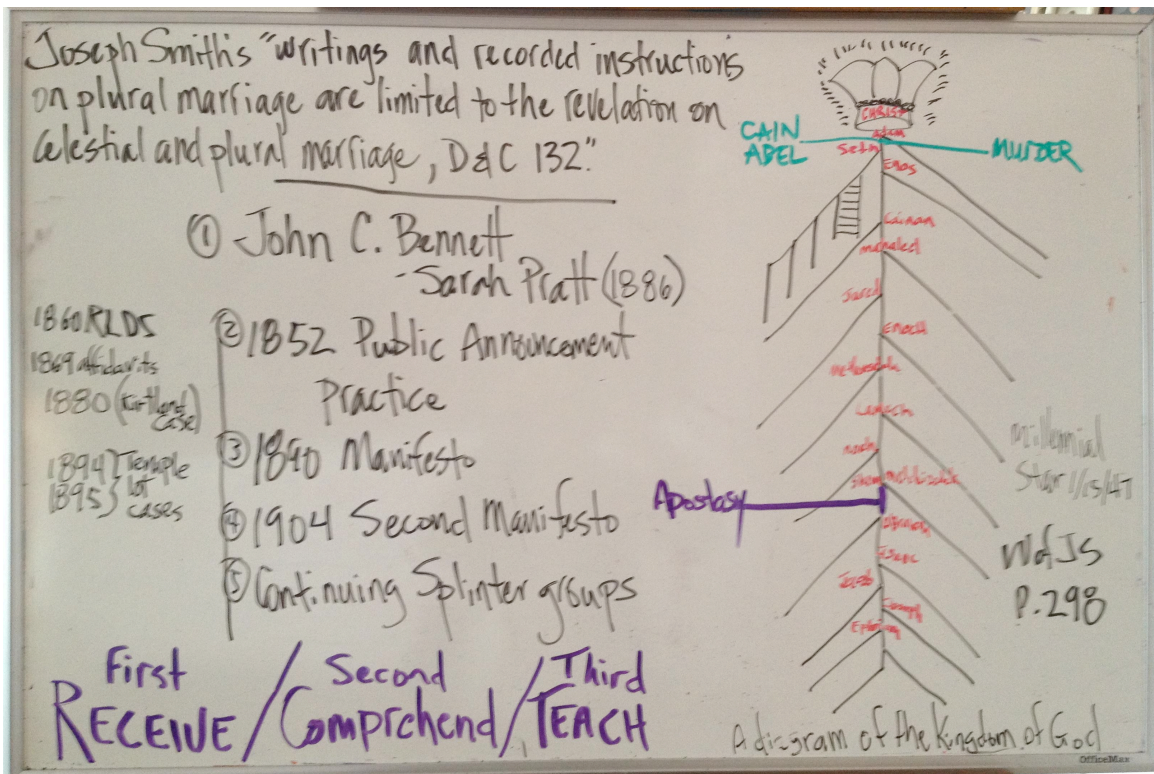 Joseph Smith's "writings and recorded instructions
on plural marriage are limited to the revelation on
Celestial and plural marriage, D&C 132."
① John C. Bennett
- Sarah Pratt (1886)
② 1852 Public Announcement
Practice
③ 1890 Manifesto
④ 1904 Second Manifesto
⑤ Continuing Splinter groups
1860 RLDS
1869 affidavits
1880 (Kirtland
case)
1894 } Temple
1895 } lot
cases
First / Second / Third
RECEIVE / Comprehend / TEACH
CHRIST
adam
CAIN
ABEL
MURDER
Seth
Enos
Cainan
Jared
ENOCH
Lamech
noah
Shem
Apostasy
Isaac
Jacob
Joseph
Ephraim
Millennial
Star 1/15/47
WofJS
P. 298
A diagram of the Kingdom of God
OfficeMax